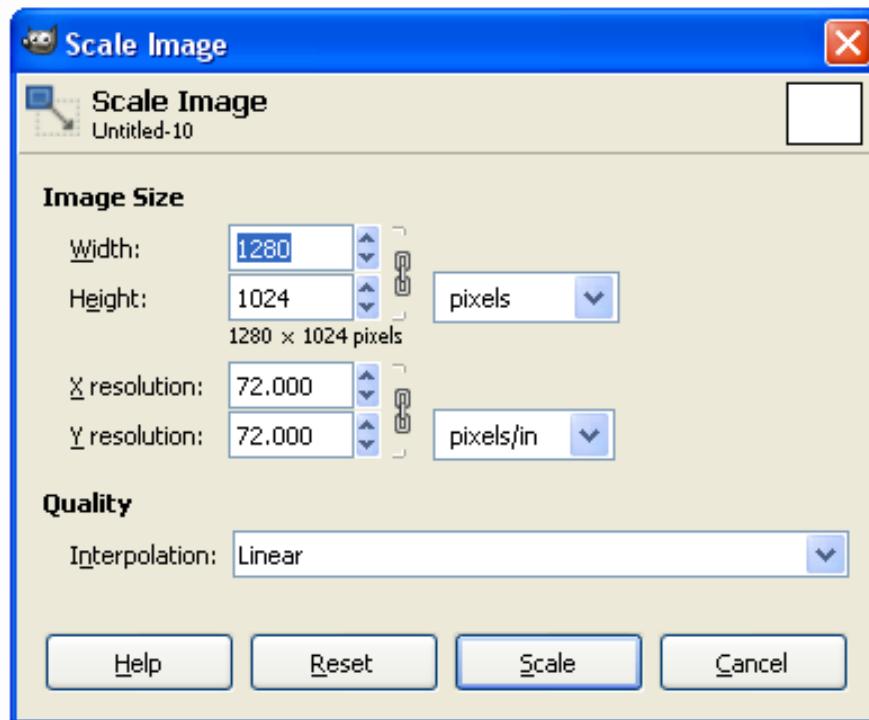 Scale Image
Scale Image
Untitled-10
Image Size
Width: 1280
Height: 1024 pixels
1280 × 1024 pixels
X resolution: 72.000
Y resolution: 72.000 pixels/in
Quality
Interpolation: Linear
Help Reset Scale Cancel